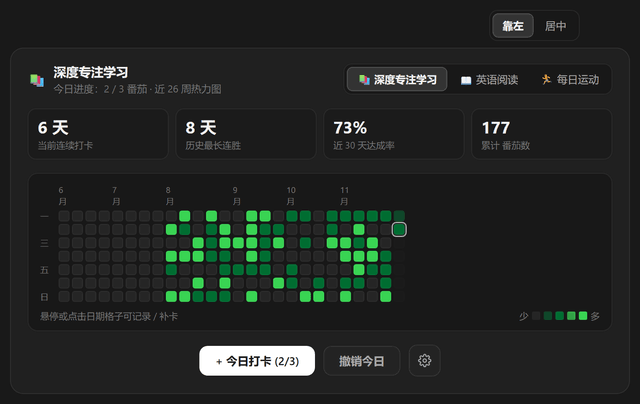 靠左 居中
深度专注学习
今日进度：2 / 3 番茄 · 近 26 周热力图
深度专注学习 英语阅读 每日运动
6 天 8 天 73% 177
当前连续打卡 历史最长连胜 近 30 天达成率 累计 番茄数
6月 7月 8月 9月 10月 11月
一
三
五
日
悬停或点击日期格子可记录 / 补卡 少 多
+ 今日打卡 (2/3) 撤销今日